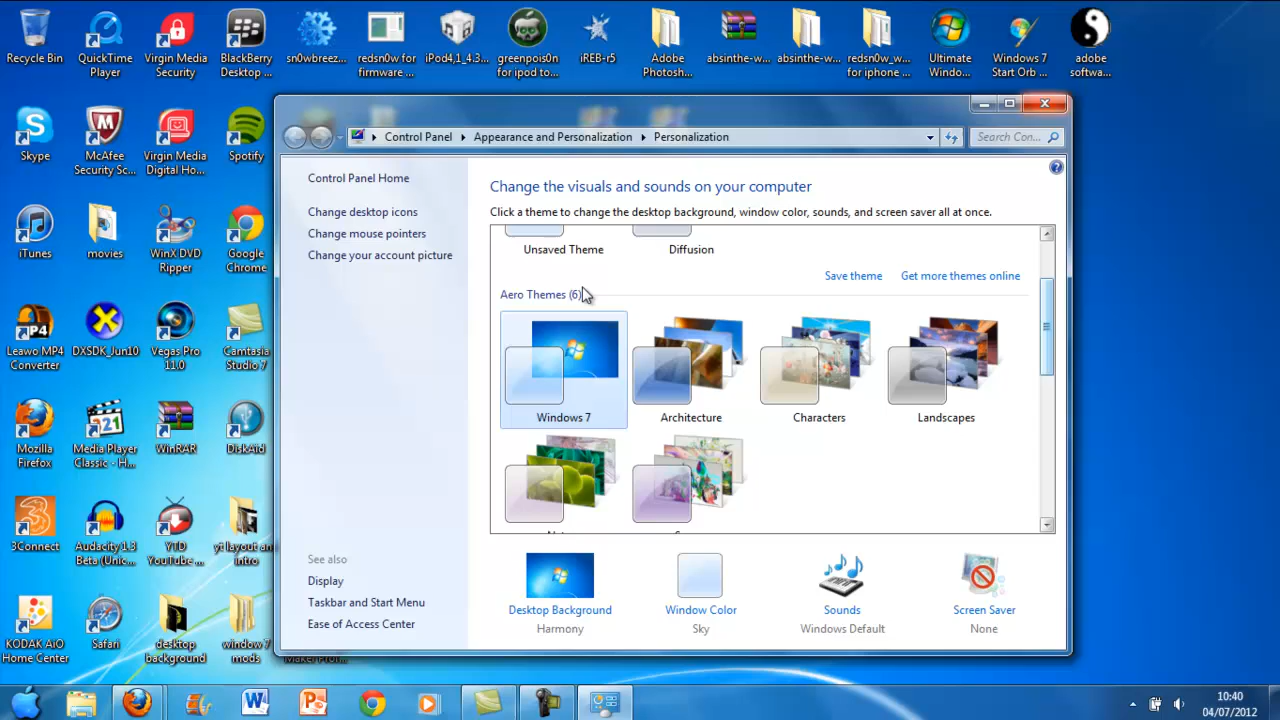 Recycle Bin
QuickTime Player
Virgin Media Security
BlackBerry Desktop ...
sn0wbreez...
redsn0w for firmware ...
iPod4,1_4.3...
greenpois0n for ipod to...
iREB-r5
Adobe Photosh...
absinthe-w...
absinthe-w...
redsn0w_w... for iphone ...
Ultimate Windo...
Windows 7 Start Orb ...
adobe softwa...
Skype
McAfee Security Sc...
Virgin Media Digital Ho...
Spotify
iTunes
movies
WinX DVD Ripper
Google Chrome
Leawo MP4 Converter
DXSDK_Jun10
Vegas Pro 11.0
Camtasia Studio 7
Mozilla Firefox
Media Player Classic - H...
WinRAR
DiskAid
3Connect
Audacity 1.3 Beta (Unic...
YTD YouTube ...
yt layout an intro
KODAK AiO Home Center
Safari
desktop background
window 7 mods
Control Panel
Appearance and Personalization
Personalization
Search Con...
Control Panel Home
Change desktop icons
Change mouse pointers
Change your account picture
See also
Display
Taskbar and Start Menu
Ease of Access Center
Change the visuals and sounds on your computer
Click a theme to change the desktop background, window color, sounds, and screen saver all at once.
Unsaved Theme
Diffusion
Save theme
Get more themes online
Aero Themes (6)
Windows 7
Architecture
Characters
Landscapes
Desktop Background
Harmony
Window Color
Sky
Sounds
Windows Default
Screen Saver
None
10:40
04/07/2012